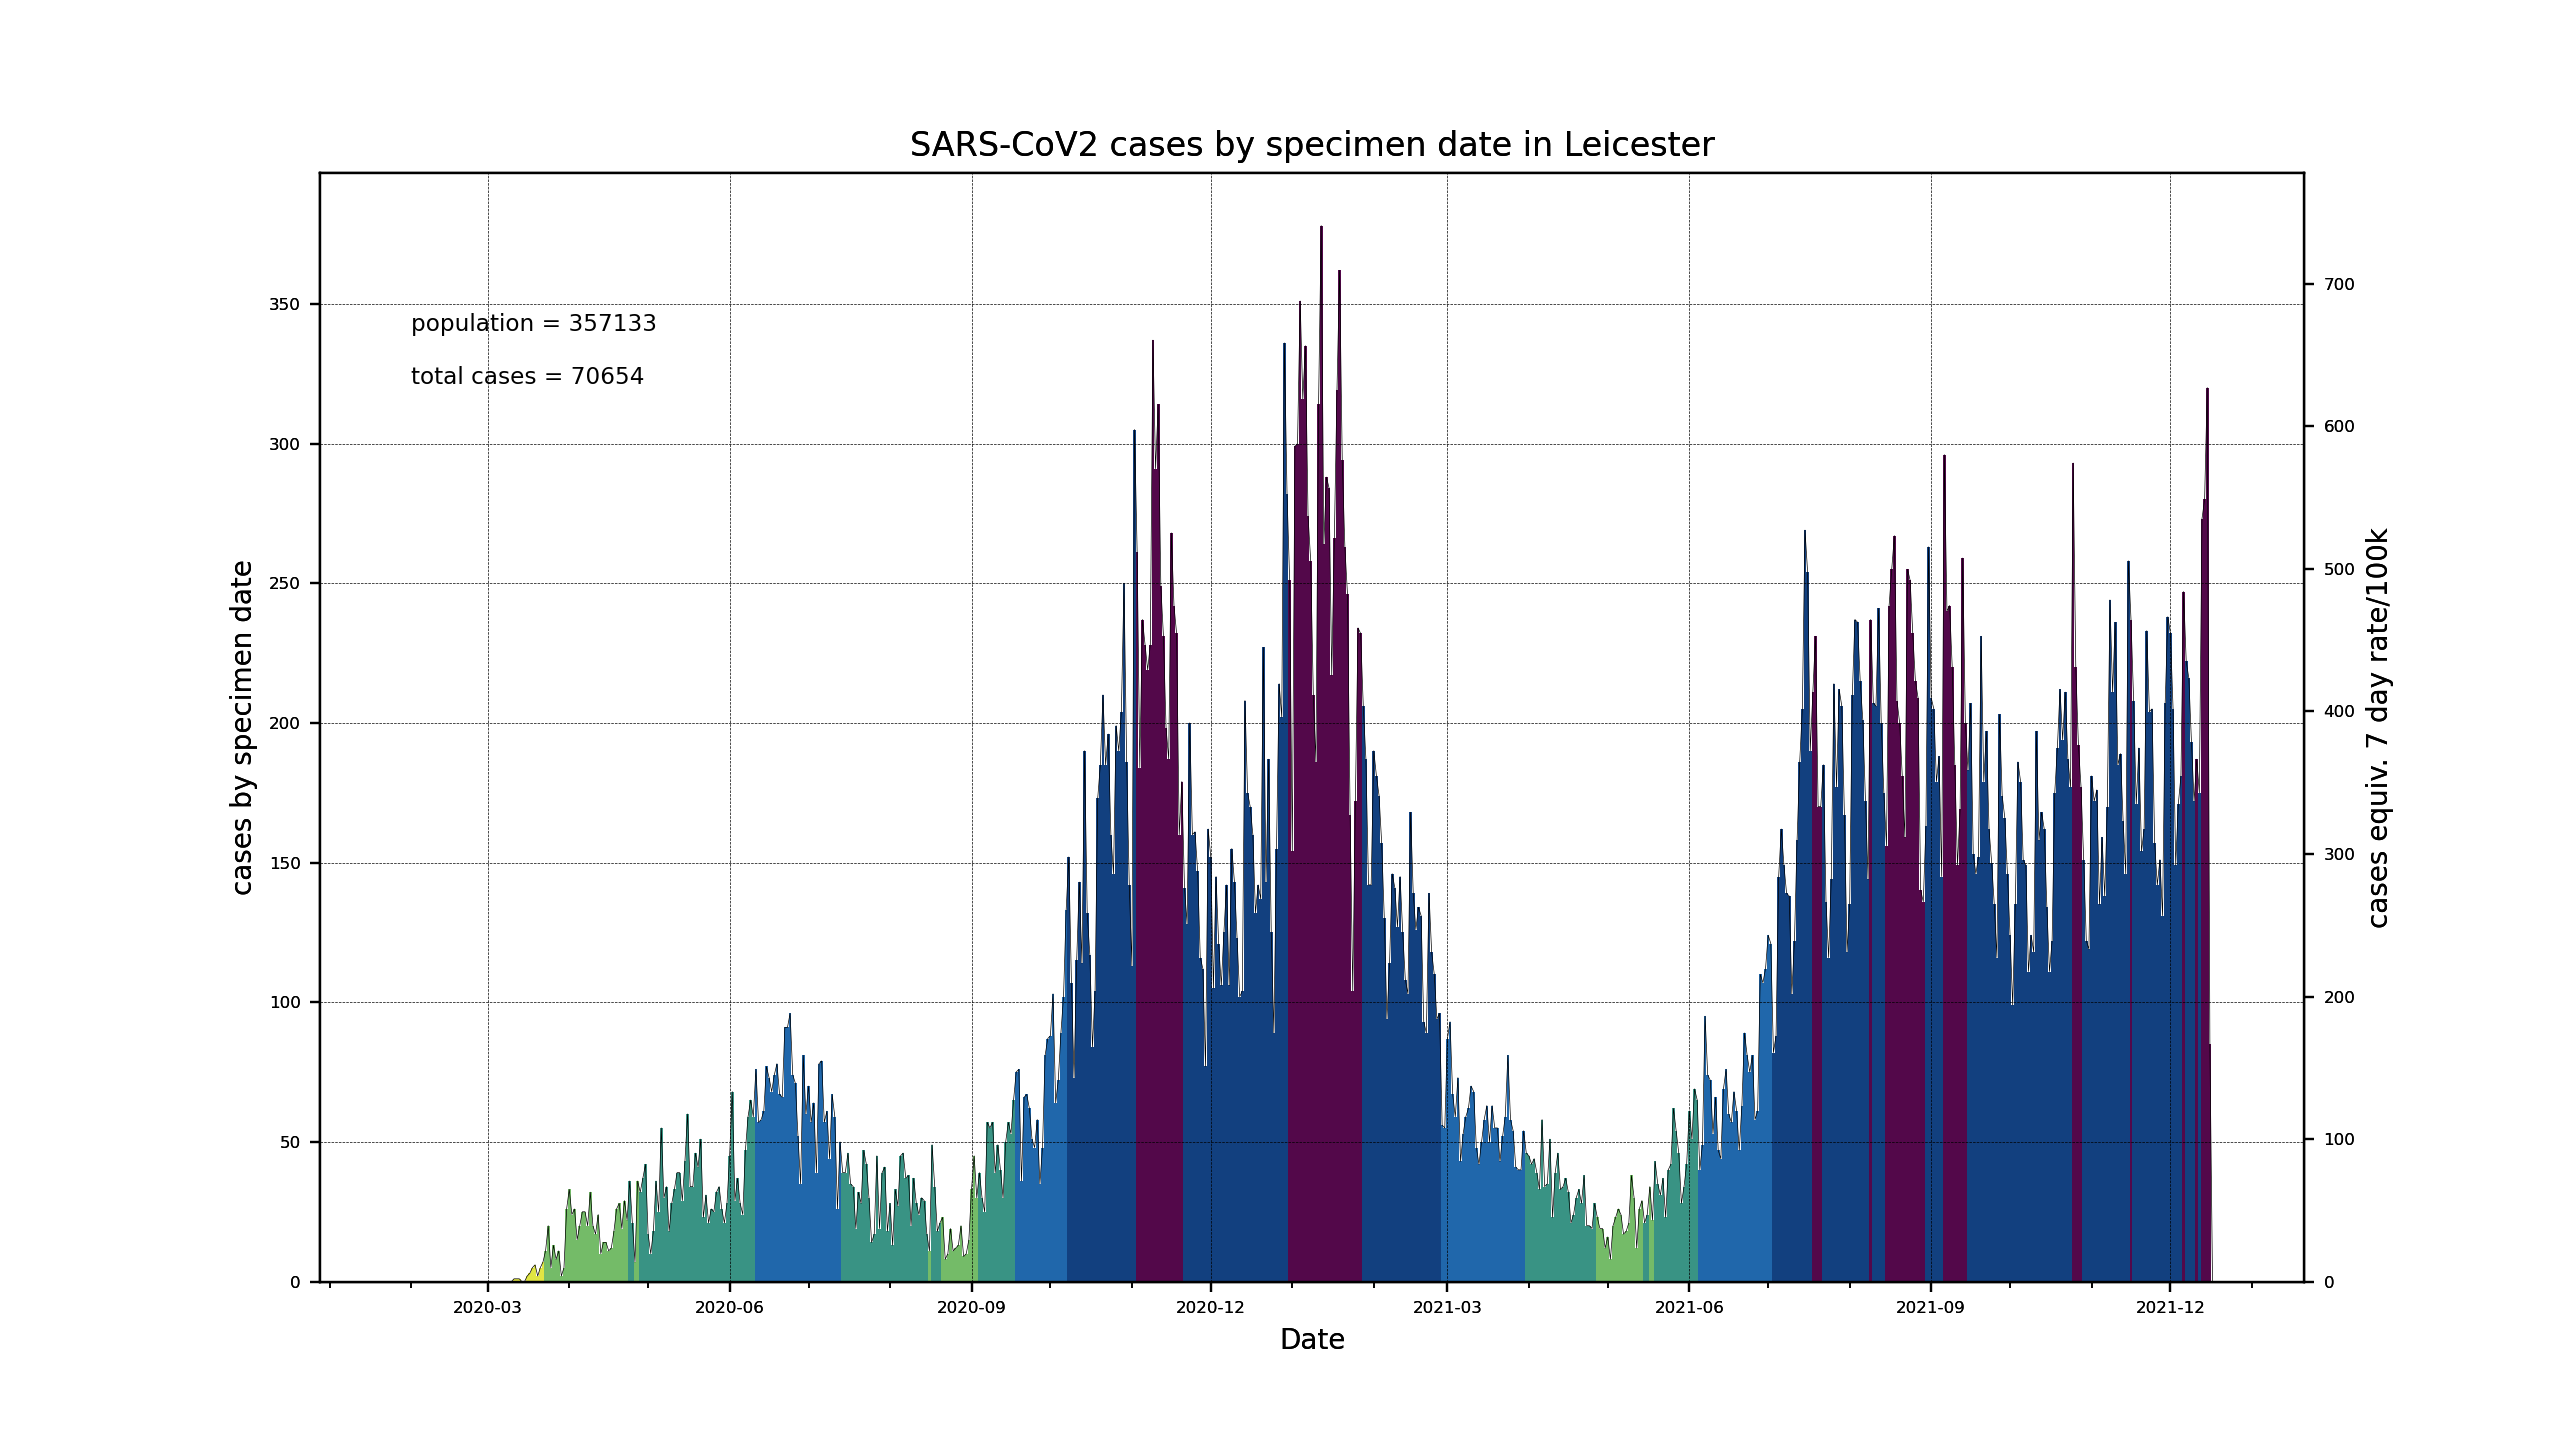 SARS-CoV2 cases by specimen date in Leicester
population = 357133
total cases = 70654
cases by specimen date
350
300
250
200
150
100
50
0
700
600
500
400
300
200
100
0
cases equiv. 7 day rate/100k
2020-03 2020-06 2020-09 2020-12 2021-03 2021-06 2021-09 2021-12
Date